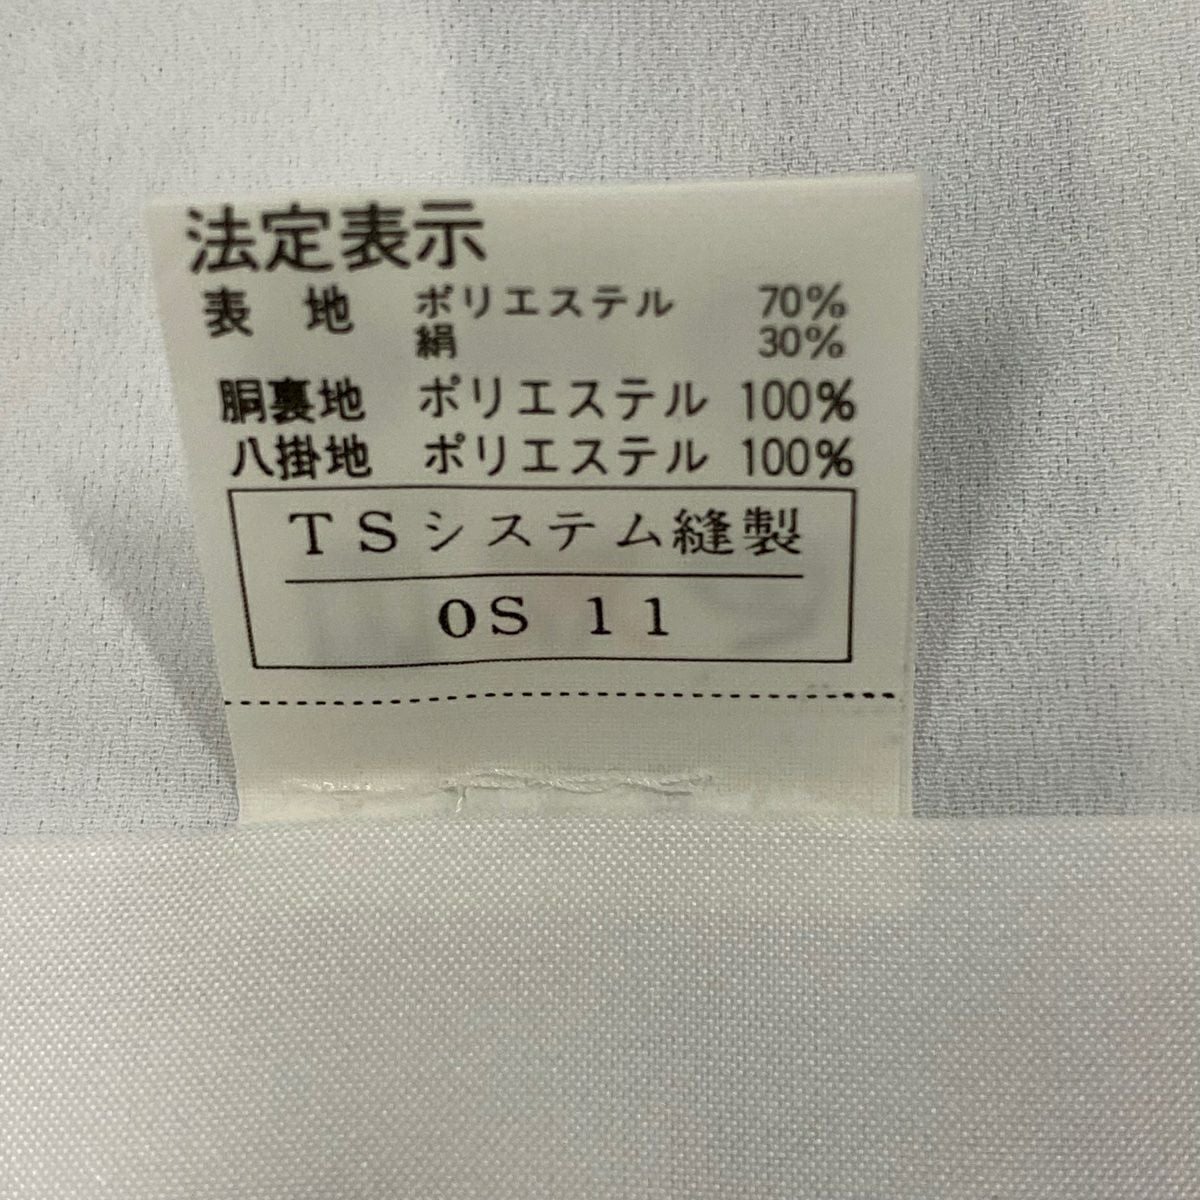 法定表示
表 地 ポリエステル 70%
絹 30%
胴裏地 ポリエステル 100%
八掛地 ポリエステル 100%
TSシステム縫製
OS 11